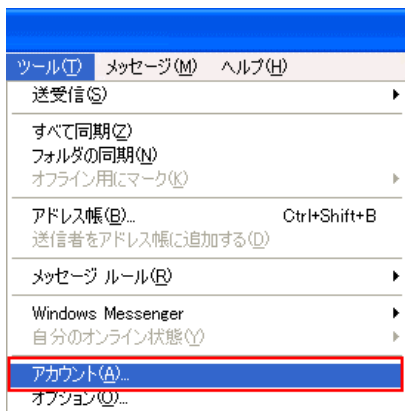 ツール(T) メッセージ(M) ヘルプ(H)
送受信(S)
すべて同期(Z)
フォルダの同期(N)
オフライン用にマーク(K)
アドレス帳(B)... Ctrl+Shift+B
送信者をアドレス帳に追加する(D)
メッセージ ルール(R)
Windows Messenger
自分のオンライン状態(Y)
アカウント(A)...
オプション(O)...